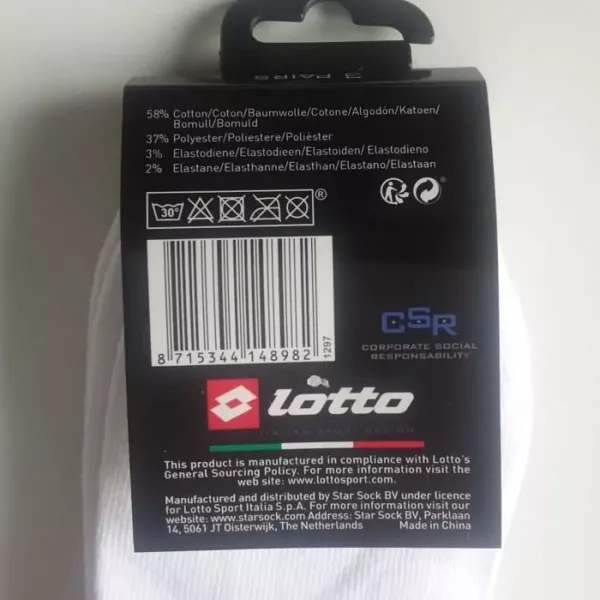 3 PAIRS
58% Cotton/Coton/Baumwolle/Cotone/Algodón/Katoen/
Bomull/Bomuld
37% Polyester/Poliestere/Poliéster
3% Elastodiene/Elastodieen/Elastoiden/ Elastodieno
2% Elastane/Elasthanne/Elasthan/Elastano/Elastaan
30°
®
8 715344 148982
1297
CSR
CORPORATE SOCIAL
RESPONSABILITY
lotto
ITALIAN SPORT DESIGN
This product is manufactured in compliance with Lotto's
General Sourcing Policy. For more information visit the
web site: www.lottosport.com
Manufactured and distributed by Star Sock BV under licence
for Lotto Sport Italia S.p.A. For more information visit our
website: www.starsock.com Address: Star Sock BV, Parklaan
14, 5061 JT Oisterwijk, The Netherlands Made in China